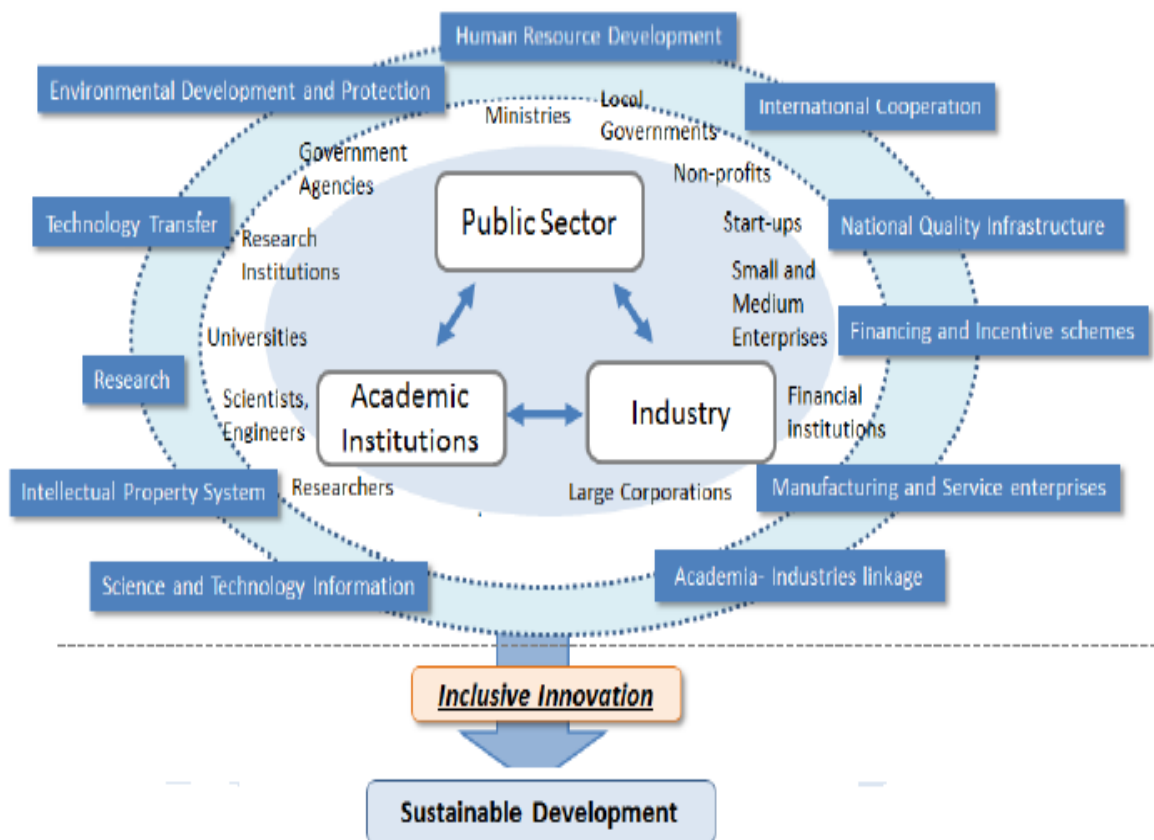 Human Resource Development
Environmental Development and Protection
International Cooperation
Ministries
Local
Governments
Government
Agencies
Non-profits
Public Sector
Technology Transfer
Research
Institutions
Start-ups
National Quality Infrastructure
Small and
Medium
Enterprises
Universities
Financing and Incentive schemes
Research
Scientists,
Engineers
Academic
Institutions
Industry
Financial
institutions
Intellectual Property System
Researchers
Large Corporations
Manufacturing and Service enterprises
Science and Technology Information
Academia- Industries linkage
Inclusive Innovation
Sustainable Development